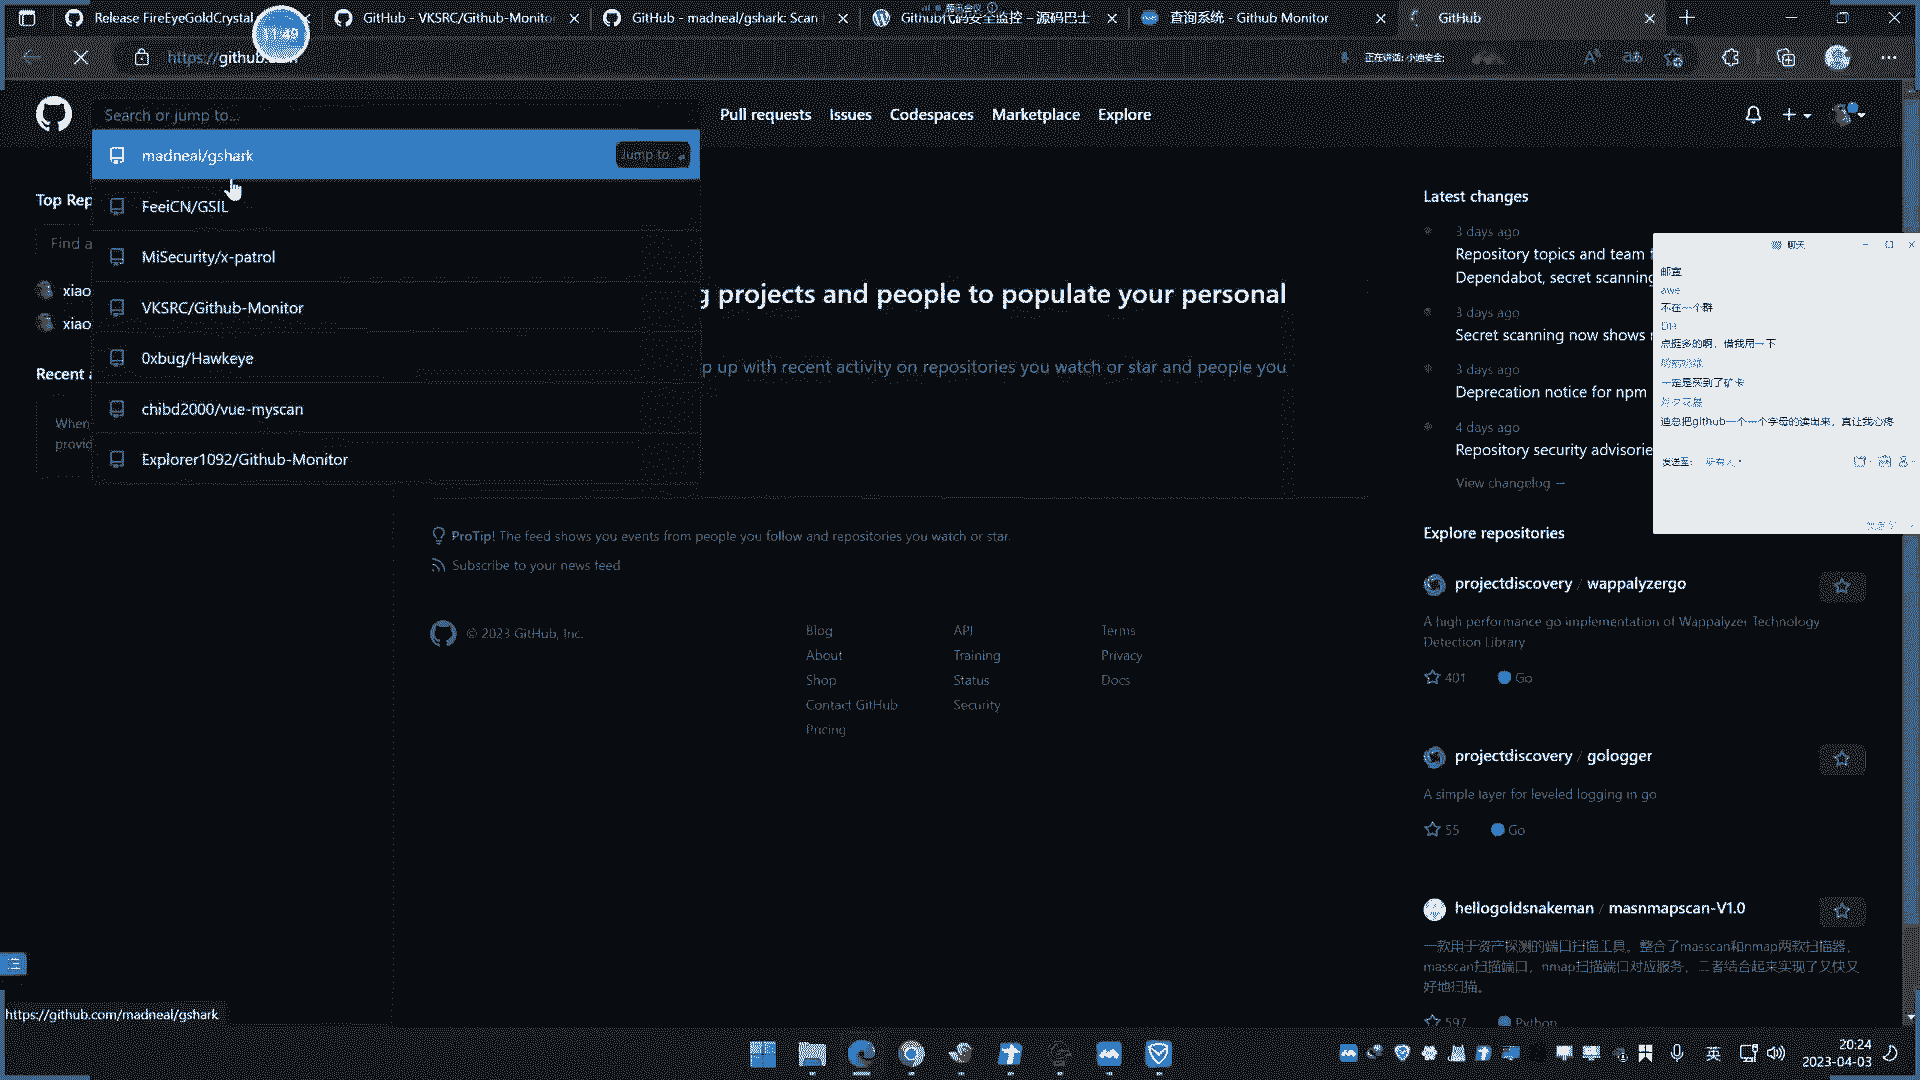 Release FireEyeGoldCrystal
GitHub - VKSRC/Github-Monitor
GitHub - madneal/gshark: Scan
Github代码安全监控 – 源码巴士
查询系统 - Github Monitor
GitHub
腾讯会议
11:49
https://github.com
正在讲话: 小迪安全;
Search or jump to...
Pull requests
Issues
Codespaces
Marketplace
Explore
madneal/gshark
Jump to
FeeiCN/GSIL
MiSecurity/x-patrol
VKSRC/Github-Monitor
0xbug/Hawkeye
chibd2000/vue-myscan
Explorer1092/Github-Monitor
Top Rep
Find a
xiao
xiao
Recent a
When
provid
g projects and people to populate your personal
p up with recent activity on repositories you watch or star and people you
ProTip! The feed shows you events from people you follow and repositories you watch or star.
Subscribe to your news feed
© 2023 GitHub, Inc.
Blog
About
Shop
Contact GitHub
Pricing
API
Training
Status
Security
Terms
Privacy
Docs
Latest changes
3 days ago
Repository topics and team
Dependabot, secret scanning
3 days ago
Secret scanning now shows
3 days ago
Deprecation notice for npm
4 days ago
Repository security advisorie
View changelog →
聊天
awe
不在一个群
点挺多的啊，借我用一下
一定是买到了矿卡
迪总把github一个一个字母的读出来，真让我心疼
发送至:
所有人
Explore repositories
projectdiscovery / wappalyzergo
A high performance go implementation of Wappalyzer Technology
Detection Library
401
Go
projectdiscovery / gologger
A simple layer for leveled logging in go
55
Go
hellogoldsnakeman / masnmapscan-V1.0
一款用于资产探测的端口扫描工具。整合了masscan和nmap两款扫描器，
masscan扫描端口，nmap扫描端口对应服务，二者结合起来实现了又快又
好地扫描。
597
Python
https://github.com/madneal/gshark
英
20:24
2023-04-03